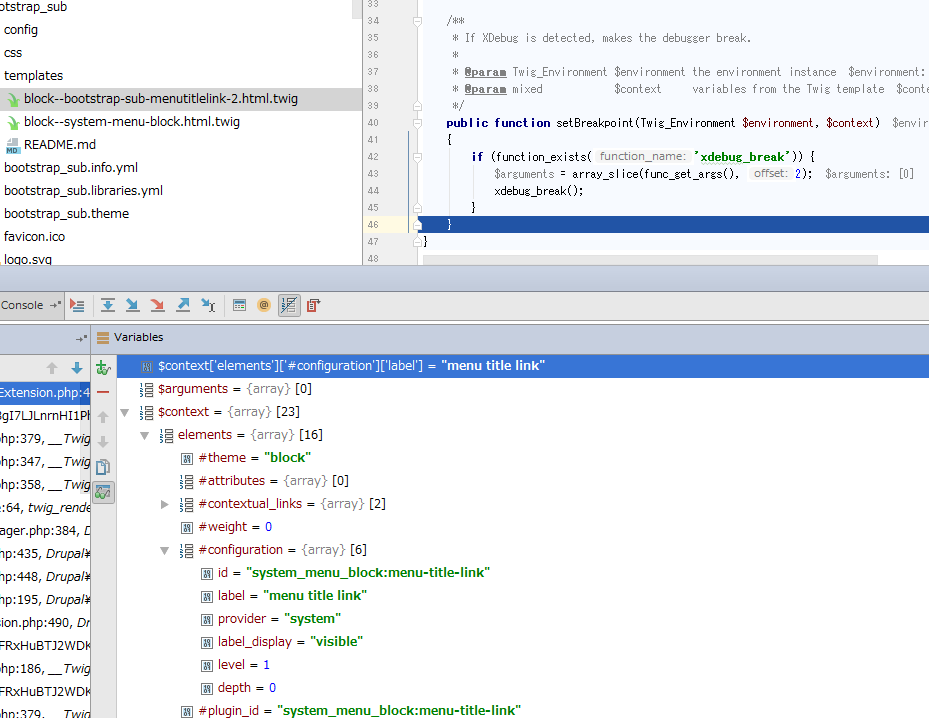 otstrap_sub
config
css
templates
block--bootstrap-sub-menutitlelink-2.html.twig
block--system-menu-block.html.twig
MD README.md
bootstrap_sub.info.yml
bootstrap_sub.libraries.yml
bootstrap_sub.theme
favicon.ico
logo.svg
33
34 /**
35 * If XDebug is detected, makes the debugger break.
36 *
37 * @param Twig_Environment $environment the environment instance $environment:
38 * @param mixed $context variables from the Twig template $conte
39 */
40 public function setBreakpoint(Twig_Environment $environment, $context) $envir
41 {
42 if (function_exists( function_name: 'xdebug_break')) {
43 $arguments = array_slice(func_get_args(), offset: 2); $arguments: [0]
44 xdebug_break();
45 }
46 }
47 }
48
Console
Variables
Extension.php:4
3gI7LJLnrnHI1Ph
php:379, __Twig
php:347, __Twig
php:358, __Twig
e:64, twig_rende
ager.php:384, D
hp:435, Drupal¥
hp:448, Drupal¥
hp:195, Drupal¥
sion.php:490, Dr
FRxHuBTJ2WDK
hp:186, __Twig
FRxHuBTJ2WDK
php:379, __Twig
$context['elements']['#configuration']['label'] = "menu title link"
$arguments = {array} [0]
$context = {array} [23]
elements = {array} [16]
#theme = "block"
#attributes = {array} [0]
#contextual_links = {array} [2]
#weight = 0
#configuration = {array} [6]
id = "system_menu_block:menu-title-link"
label = "menu title link"
provider = "system"
label_display = "visible"
level = 1
depth = 0
#plugin_id = "system_menu_block:menu-title-link"